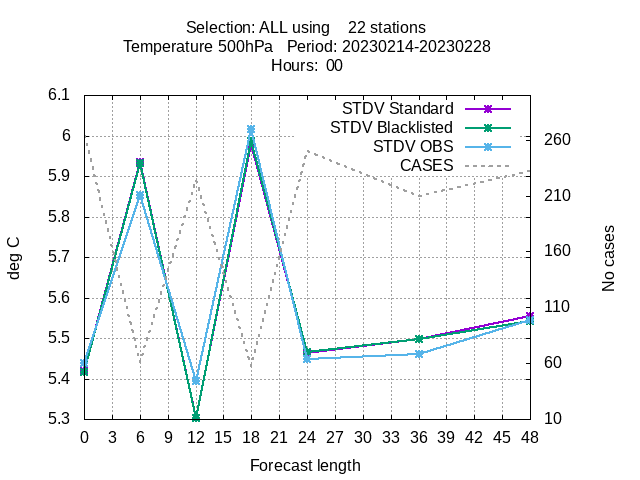 Selection: ALL using    22 stations
Temperature 500hPa   Period: 20230214-20230228
Hours:  00
STDV Standard
STDV Blacklisted
STDV OBS
CASES
deg C
No cases
6.1
6
5.9
5.8
5.7
5.6
5.5
5.4
5.3
260
210
160
110
60
10
0 3 6 9 12 15 18 21 24 27 30 33 36 39 42 45 48
Forecast length